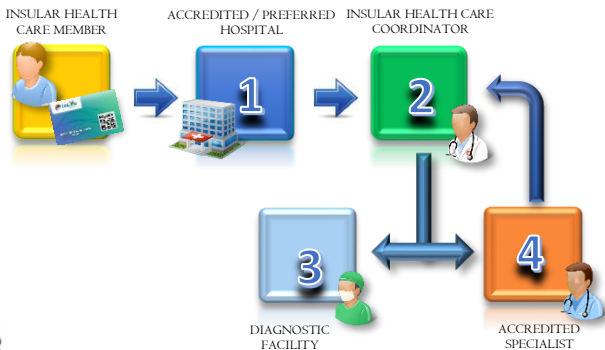 INSULAR HEALTH
CARE MEMBER
ACCREDITED / PREFERRED
HOSPITAL
INSULAR HEALTH CARE
COORDINATOR
1
2
3
4
DIAGNOSTIC
FACILITY
ACCREDITED
SPECIALIST